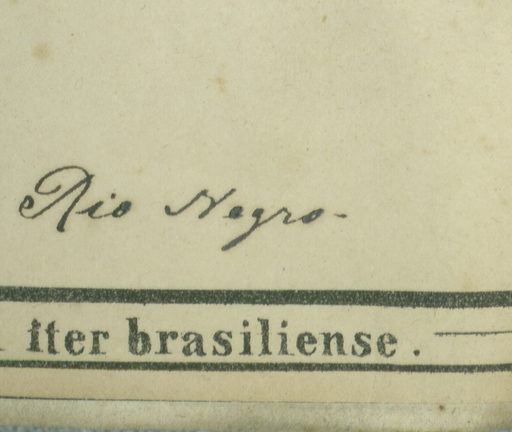 Rio Negro-
Iter brasiliense.